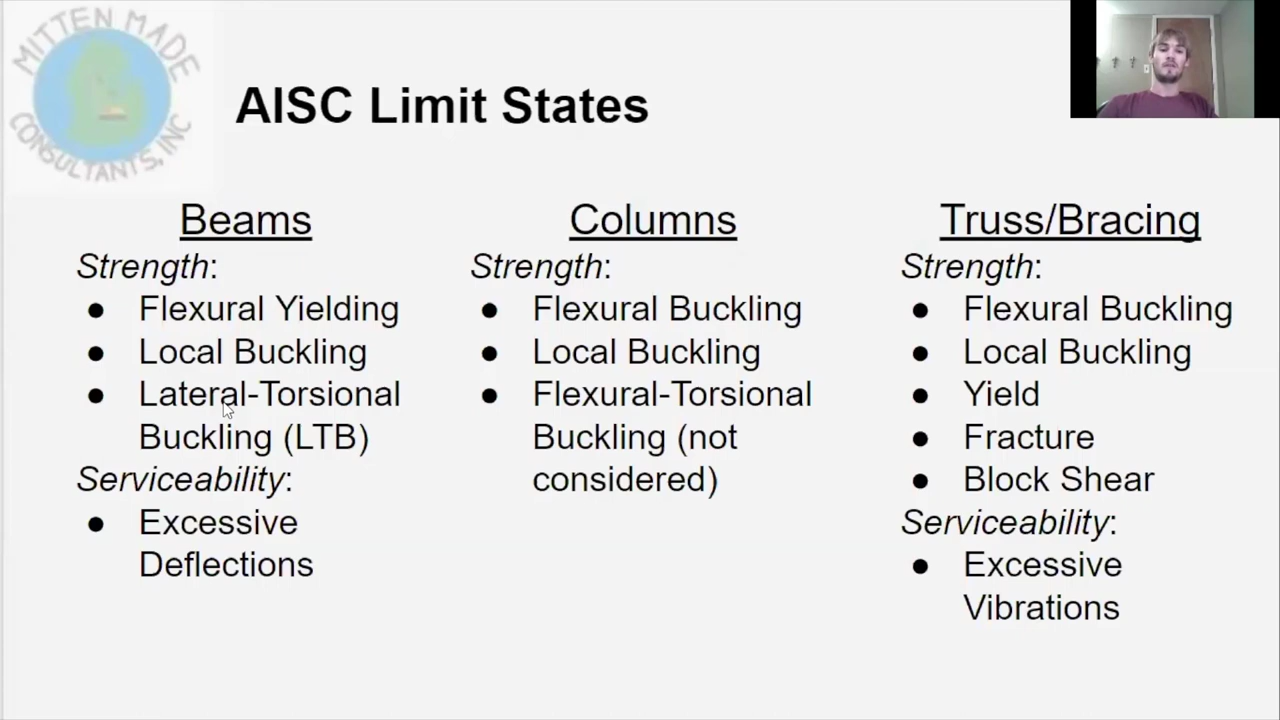 MITTEN MADE
CONSULTANTS, INC
AISC Limit States
Beams
Strength:
● Flexural Yielding
● Local Buckling
● Lateral-Torsional
Buckling (LTB)
Serviceability:
● Excessive
Deflections
Columns
Strength:
● Flexural Buckling
● Local Buckling
● Flexural-Torsional
Buckling (not
considered)
Truss/Bracing
Strength:
● Flexural Buckling
● Local Buckling
● Yield
● Fracture
● Block Shear
Serviceability:
● Excessive
Vibrations